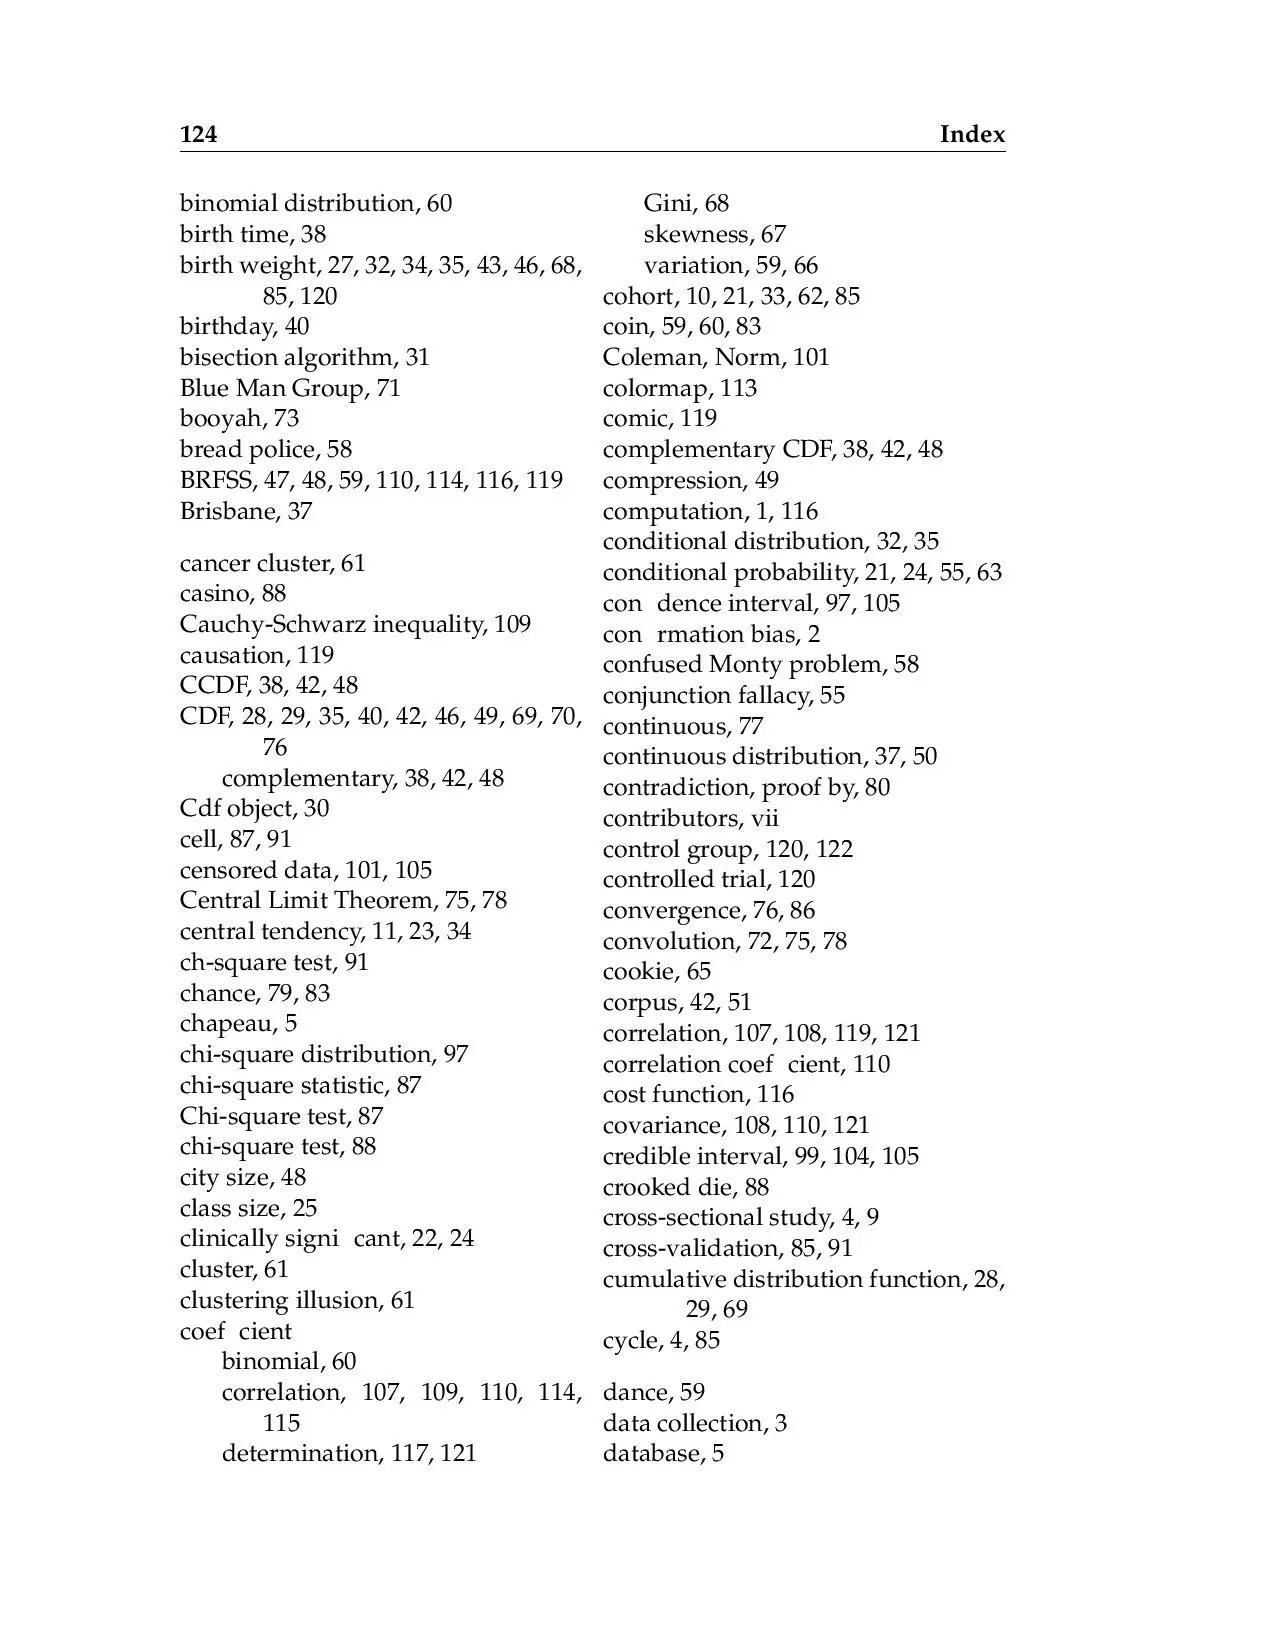 124 Index
binomial distribution, 60
birth time, 38
birth weight, 27, 32, 34, 35, 43, 46, 68,
85, 120
birthday, 40
bisection algorithm, 31
Blue Man Group, 71
booyah, 73
bread police, 58
BRFSS, 47, 48, 59, 110, 114, 116, 119
Brisbane, 37
cancer cluster, 61
casino, 88
Cauchy-Schwarz inequality, 109
causation, 119
CCDF, 38, 42, 48
CDF, 28, 29, 35, 40, 42, 46, 49, 69, 70,
76
complementary, 38, 42, 48
Cdf object, 30
cell, 87, 91
censored data, 101, 105
Central Limit Theorem, 75, 78
central tendency, 11, 23, 34
ch-square test, 91
chance, 79, 83
chapeau, 5
chi-square distribution, 97
chi-square statistic, 87
Chi-square test, 87
chi-square test, 88
city size, 48
class size, 25
clinically signi cant, 22, 24
cluster, 61
clustering illusion, 61
coef cient
binomial, 60
correlation, 107, 109, 110, 114,
115
determination, 117, 121
Gini, 68
skewness, 67
variation, 59, 66
cohort, 10, 21, 33, 62, 85
coin, 59, 60, 83
Coleman, Norm, 101
colormap, 113
comic, 119
complementary CDF, 38, 42, 48
compression, 49
computation, 1, 116
conditional distribution, 32, 35
conditional probability, 21, 24, 55, 63
con dence interval, 97, 105
con rmation bias, 2
confused Monty problem, 58
conjunction fallacy, 55
continuous, 77
continuous distribution, 37, 50
contradiction, proof by, 80
contributors, vii
control group, 120, 122
controlled trial, 120
convergence, 76, 86
convolution, 72, 75, 78
cookie, 65
corpus, 42, 51
correlation, 107, 108, 119, 121
correlation coef cient, 110
cost function, 116
covariance, 108, 110, 121
credible interval, 99, 104, 105
crooked die, 88
cross-sectional study, 4, 9
cross-validation, 85, 91
cumulative distribution function, 28,
29, 69
cycle, 4, 85
dance, 59
data collection, 3
database, 5